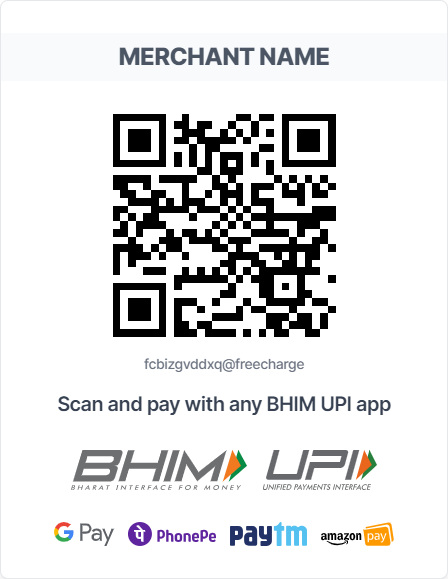 MERCHANT NAME
fcbizgvddxq@freecharge
Scan and pay with any BHIM UPI app
BHIM UPI
BHARAT INTERFACE FOR MONEY UNIFIED PAYMENTS INTERFACE
G Pay PhonePe paytm amazon pay